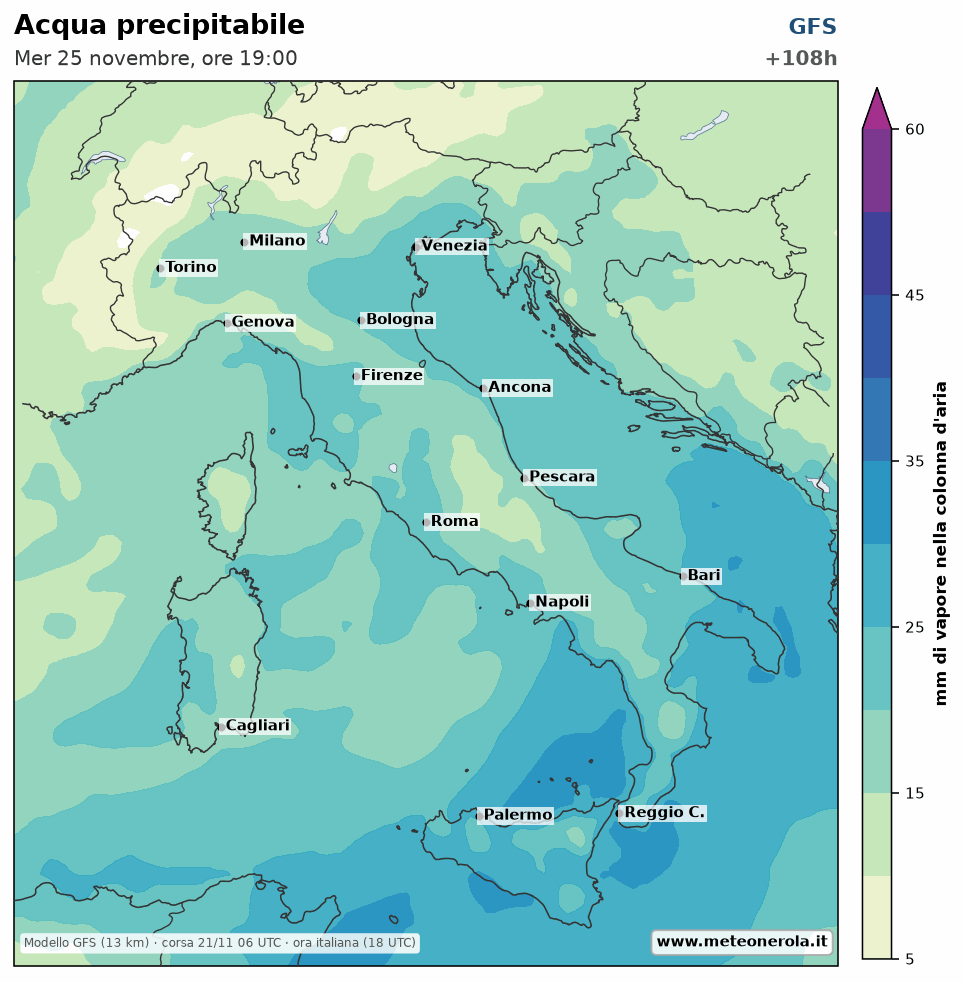 Acqua precipitabile
GFS
Mer 25 novembre, ore 19:00
+108h
Milano
Venezia
Torino
Genova
Bologna
Firenze
Ancona
Pescara
Roma
Bari
Napoli
Cagliari
Palermo
Reggio C.
60
45
35
25
15
5
mm di vapore nella colonna d'aria
Modello GFS (13 km) · corsa 21/11 06 UTC · ora italiana (18 UTC)
www.meteonerola.it